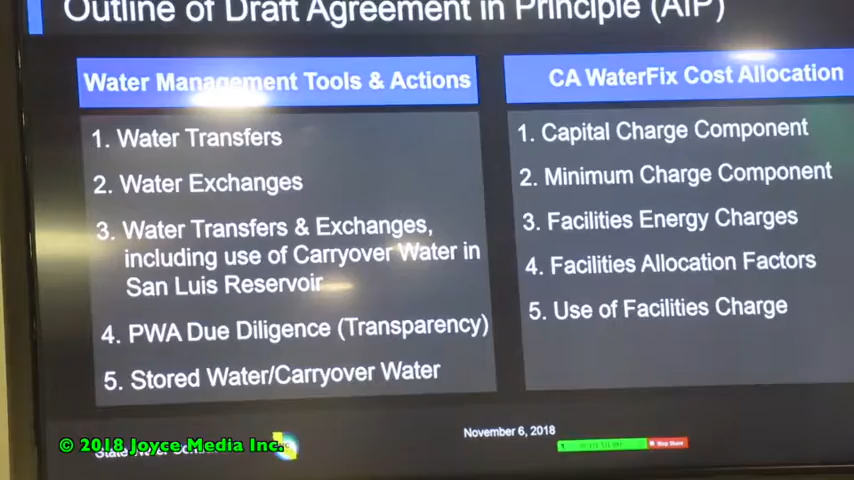 Outline of Draft Agreement in Principle (AIP)
Water Management Tools & Actions
1. Water Transfers
2. Water Exchanges
3. Water Transfers & Exchanges,
including use of Carryover Water in
San Luis Reservoir
4. PWA Due Diligence (Transparency)
5. Stored Water/Carryover Water
CA WaterFix Cost Allocation
1. Capital Charge Component
2. Minimum Charge Component
3. Facilities Energy Charges
4. Facilities Allocation Factors
5. Use of Facilities Charge
November 6, 2018
Stop Share
© 2018 Joyce Media Inc.